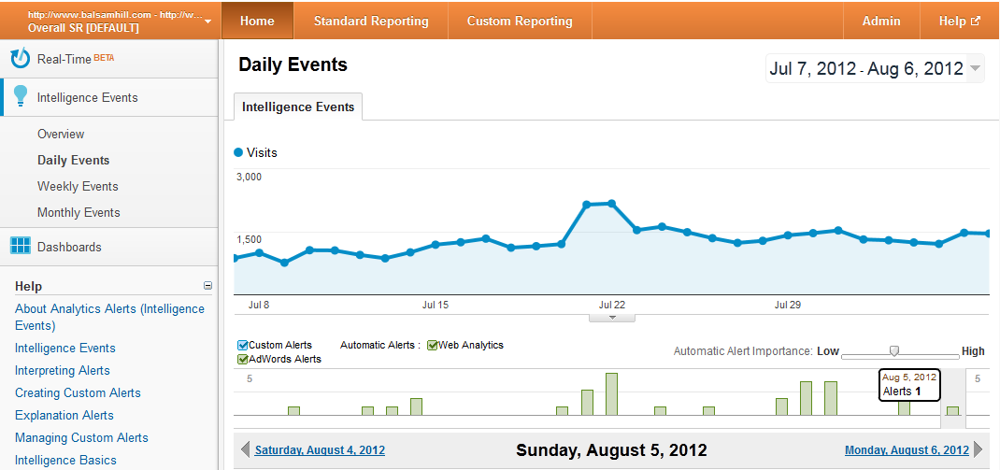 http://www.balsamhill.com - http://w...
Overall SR [DEFAULT]
Home
Standard Reporting
Custom Reporting
Admin
Help
Real-Time BETA
Intelligence Events
Overview
Daily Events
Weekly Events
Monthly Events
Dashboards
Help
About Analytics Alerts (Intelligence
Events)
Intelligence Events
Interpreting Alerts
Creating Custom Alerts
Explanation Alerts
Managing Custom Alerts
Intelligence Basics
Daily Events
Jul 7, 2012 - Aug 6, 2012
Intelligence Events
Visits
3,000
1,500
Jul 8
Jul 15
Jul 22
Jul 29
Custom Alerts
Automatic Alerts :
Web Analytics
AdWords Alerts
Automatic Alert Importance: Low
High
5
Aug 5, 2012
Alerts 1
5
Saturday, August 4, 2012
Sunday, August 5, 2012
Monday, August 6, 2012